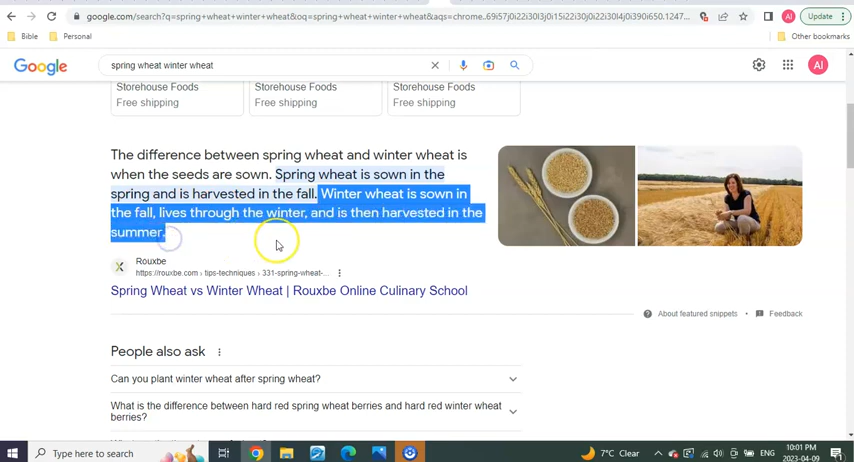 google.com/search?q=spring+wheat+winter+wheat&oq=spring+wheat+winter+wheat&aqs=chrome..69i57j0i22i30l3j0i15i22i30j0i22i30l4j0i390i650.1247...
AI
Update
Bible
Personal
Other bookmarks
Google
spring wheat winter wheat
AI
Storehouse Foods
Storehouse Foods
Storehouse Foods
Free shipping
Free shipping
Free shipping
The difference between spring wheat and winter wheat is
when the seeds are sown. Spring wheat is sown in the
spring and is harvested in the fall. Winter wheat is sown in
the fall, lives through the winter, and is then harvested in the
summer.
Rouxbe
https://rouxbe.com › tips-techniques › 331-spring-wheat-...
Spring Wheat vs Winter Wheat | Rouxbe Online Culinary School
About featured snippets
Feedback
People also ask
Can you plant winter wheat after spring wheat?
What is the difference between hard red spring wheat berries and hard red winter wheat
berries?
Type here to search
7°C Clear
ENG
10:01 PM
2023-04-09